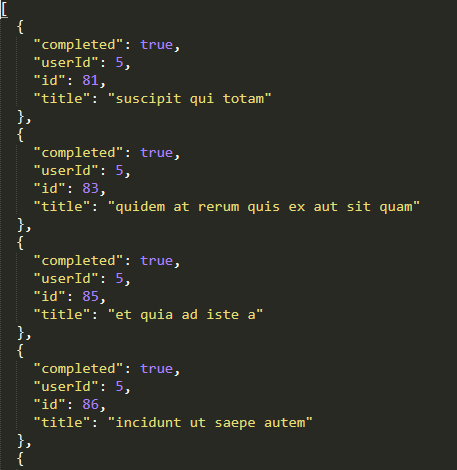 [
  {
    "completed": true,
    "userId": 5,
    "id": 81,
    "title": "suscipit qui totam"
  },
  {
    "completed": true,
    "userId": 5,
    "id": 83,
    "title": "quidem at rerum quis ex aut sit quam"
  },
  {
    "completed": true,
    "userId": 5,
    "id": 85,
    "title": "et quia ad iste a"
  },
  {
    "completed": true,
    "userId": 5,
    "id": 86,
    "title": "incidunt ut saepe autem"
  },
  {